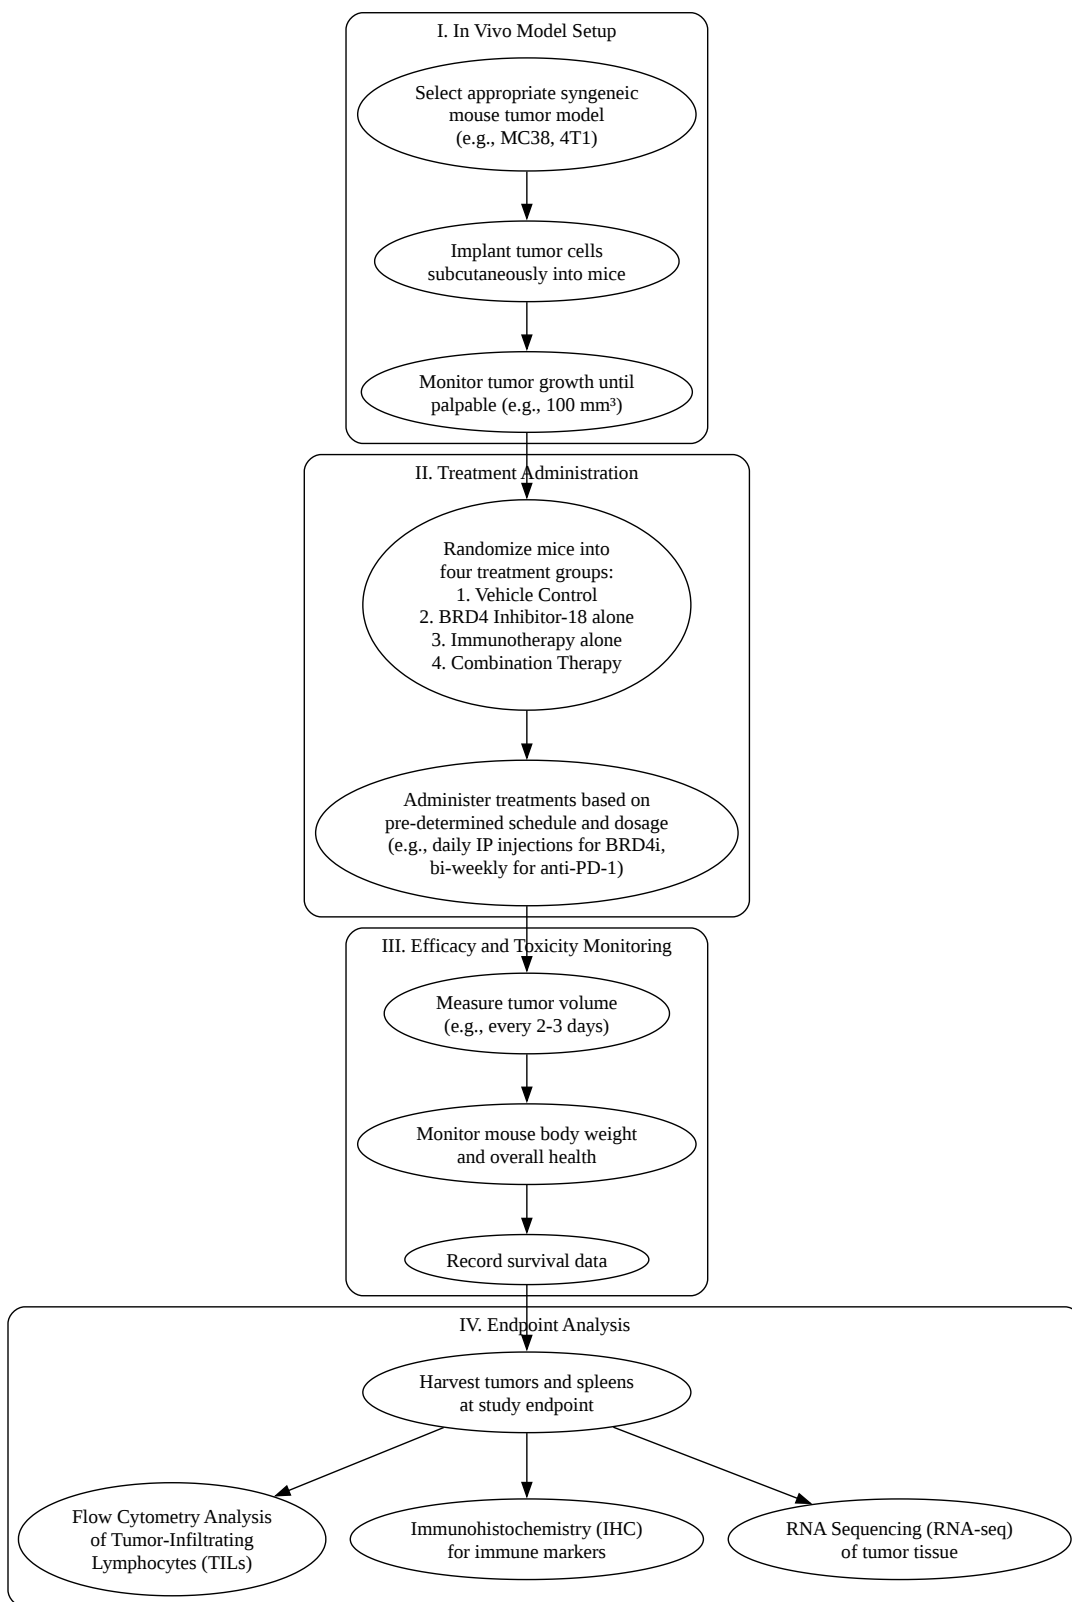 I. In Vivo Model Setup
Select appropriate syngeneic
mouse tumor model
(e.g., MC38, 4T1)
Implant tumor cells
subcutaneously into mice
Monitor tumor growth until
palpable (e.g., 100 mm³)
II. Treatment Administration
Randomize mice into
four treatment groups:
1. Vehicle Control
2. BRD4 Inhibitor-18 alone
3. Immunotherapy alone
4. Combination Therapy
Administer treatments based on
pre-determined schedule and dosage
(e.g., daily IP injections for BRD4i,
bi-weekly for anti-PD-1)
III. Efficacy and Toxicity Monitoring
Measure tumor volume
(e.g., every 2-3 days)
Monitor mouse body weight
and overall health
Record survival data
IV. Endpoint Analysis
Harvest tumors and spleens
at study endpoint
Flow Cytometry Analysis
of Tumor-Infiltrating
Lymphocytes (TILs)
Immunohistochemistry (IHC)
for immune markers
RNA Sequencing (RNA-seq)
of tumor tissue